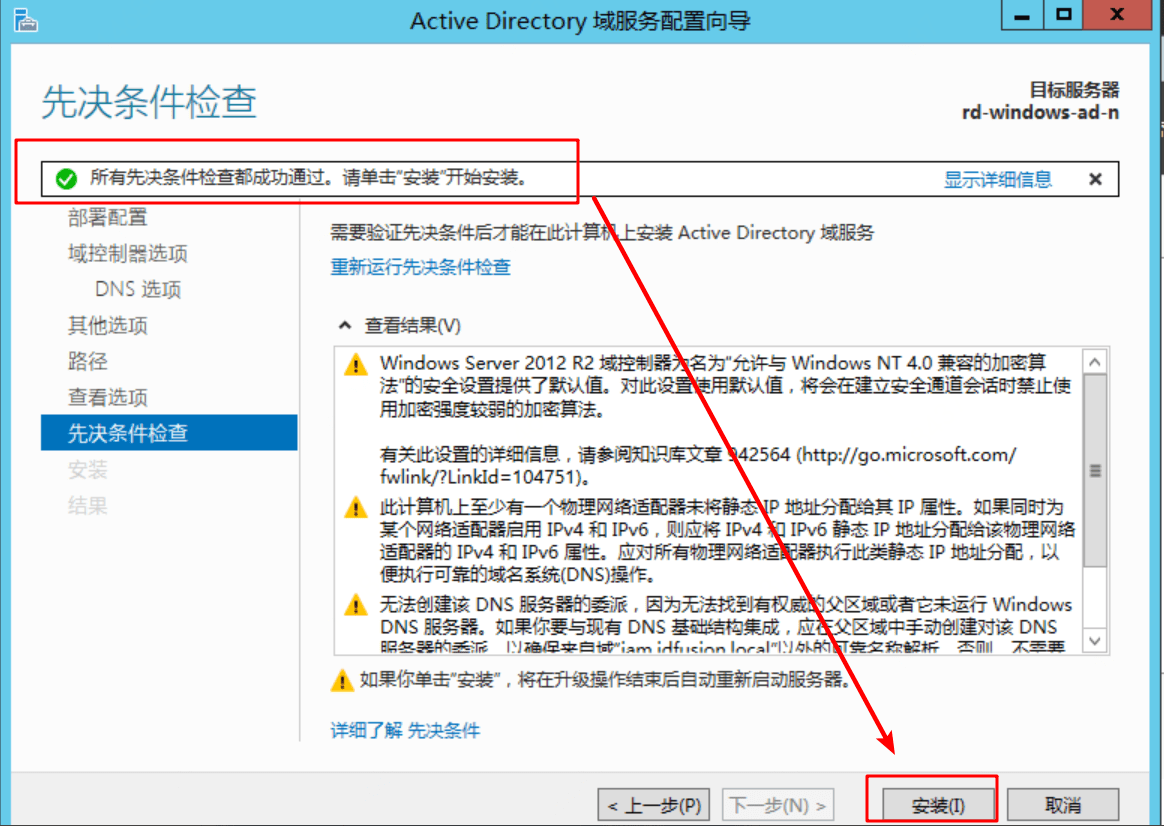 Active Directory 域服务配置向导
先决条件检查
目标服务器
rd-windows-ad-n
所有先决条件检查都成功通过。请单击"安装"开始安装。
显示详细信息
部署配置
域控制器选项
DNS 选项
其他选项
路径
查看选项
先决条件检查
安装
结果
需要验证先决条件后才能在此计算机上安装 Active Directory 域服务
重新运行先决条件检查
查看结果(V)
Windows Server 2012 R2 域控制器为名为"允许与 Windows NT 4.0 兼容的加密算
法"的安全设置提供了默认值。对此设置使用默认值，将会在建立安全通道会话时禁止使
用加密强度较弱的加密算法。
有关此设置的详细信息，请参阅知识库文章 942564 (http://go.microsoft.com/
fwlink/?LinkId=104751)。
此计算机上至少有一个物理网络适配器未将静态 IP 地址分配给其 IP 属性。如果同时为
某个网络适配器启用 IPv4 和 IPv6，则应将 IPv4 和 IPv6 静态 IP 地址分配给该物理网络
适配器的 IPv4 和 IPv6 属性。应对所有物理网络适配器执行此类静态 IP 地址分配，以
便执行可靠的域名系统(DNS)操作。
无法创建该 DNS 服务器的委派，因为无法找到有权威的父区域或者它未运行 Windows
DNS 服务器。如果你要与现有 DNS 基础结构集成，应在父区域中手动创建对该 DNS
服务器的委派，以确保来自域"iam.idfusion.local"以外的可靠名称解析。否则，不需要
如果你单击"安装"，将在升级操作结束后自动重新启动服务器。
详细了解 先决条件
< 上一步(P)
下一步(N) >
安装(I)
取消